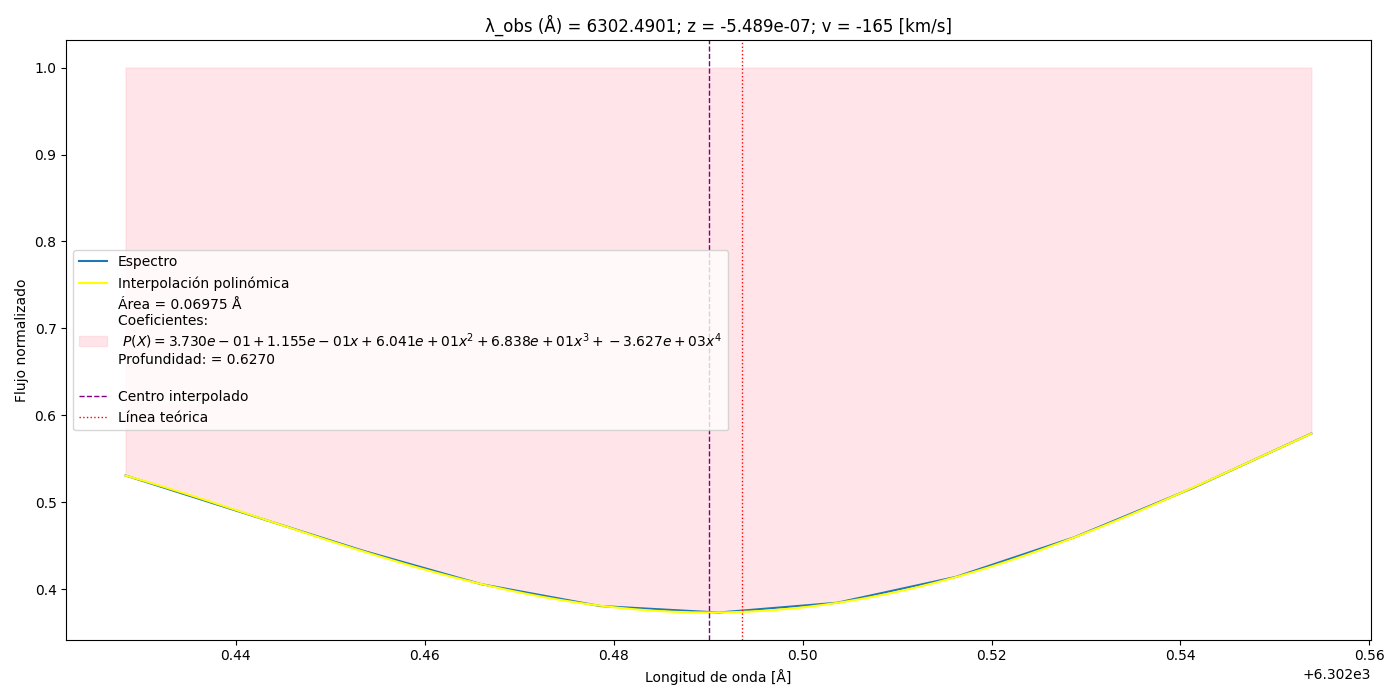 λ_obs (Å) = 6302.4901; z = -5.489e-07; v = -165 [km/s]
Flujo normalizado
1.0
0.9
0.8
0.7
0.6
0.5
0.4
Espectro
Interpolación polinómica
Área = 0.06975 Å
Coeficientes:
P(X) = 3.730e − 01 + 1.155e − 01x + 6.041e + 01x² + 6.838e + 01x³ + −3.627e + 03x⁴
Profundidad: = 0.6270
Centro interpolado
Línea teórica
0.44 0.46 0.48 0.50 0.52 0.54 0.56
+6.302e3
Longitud de onda [Å]